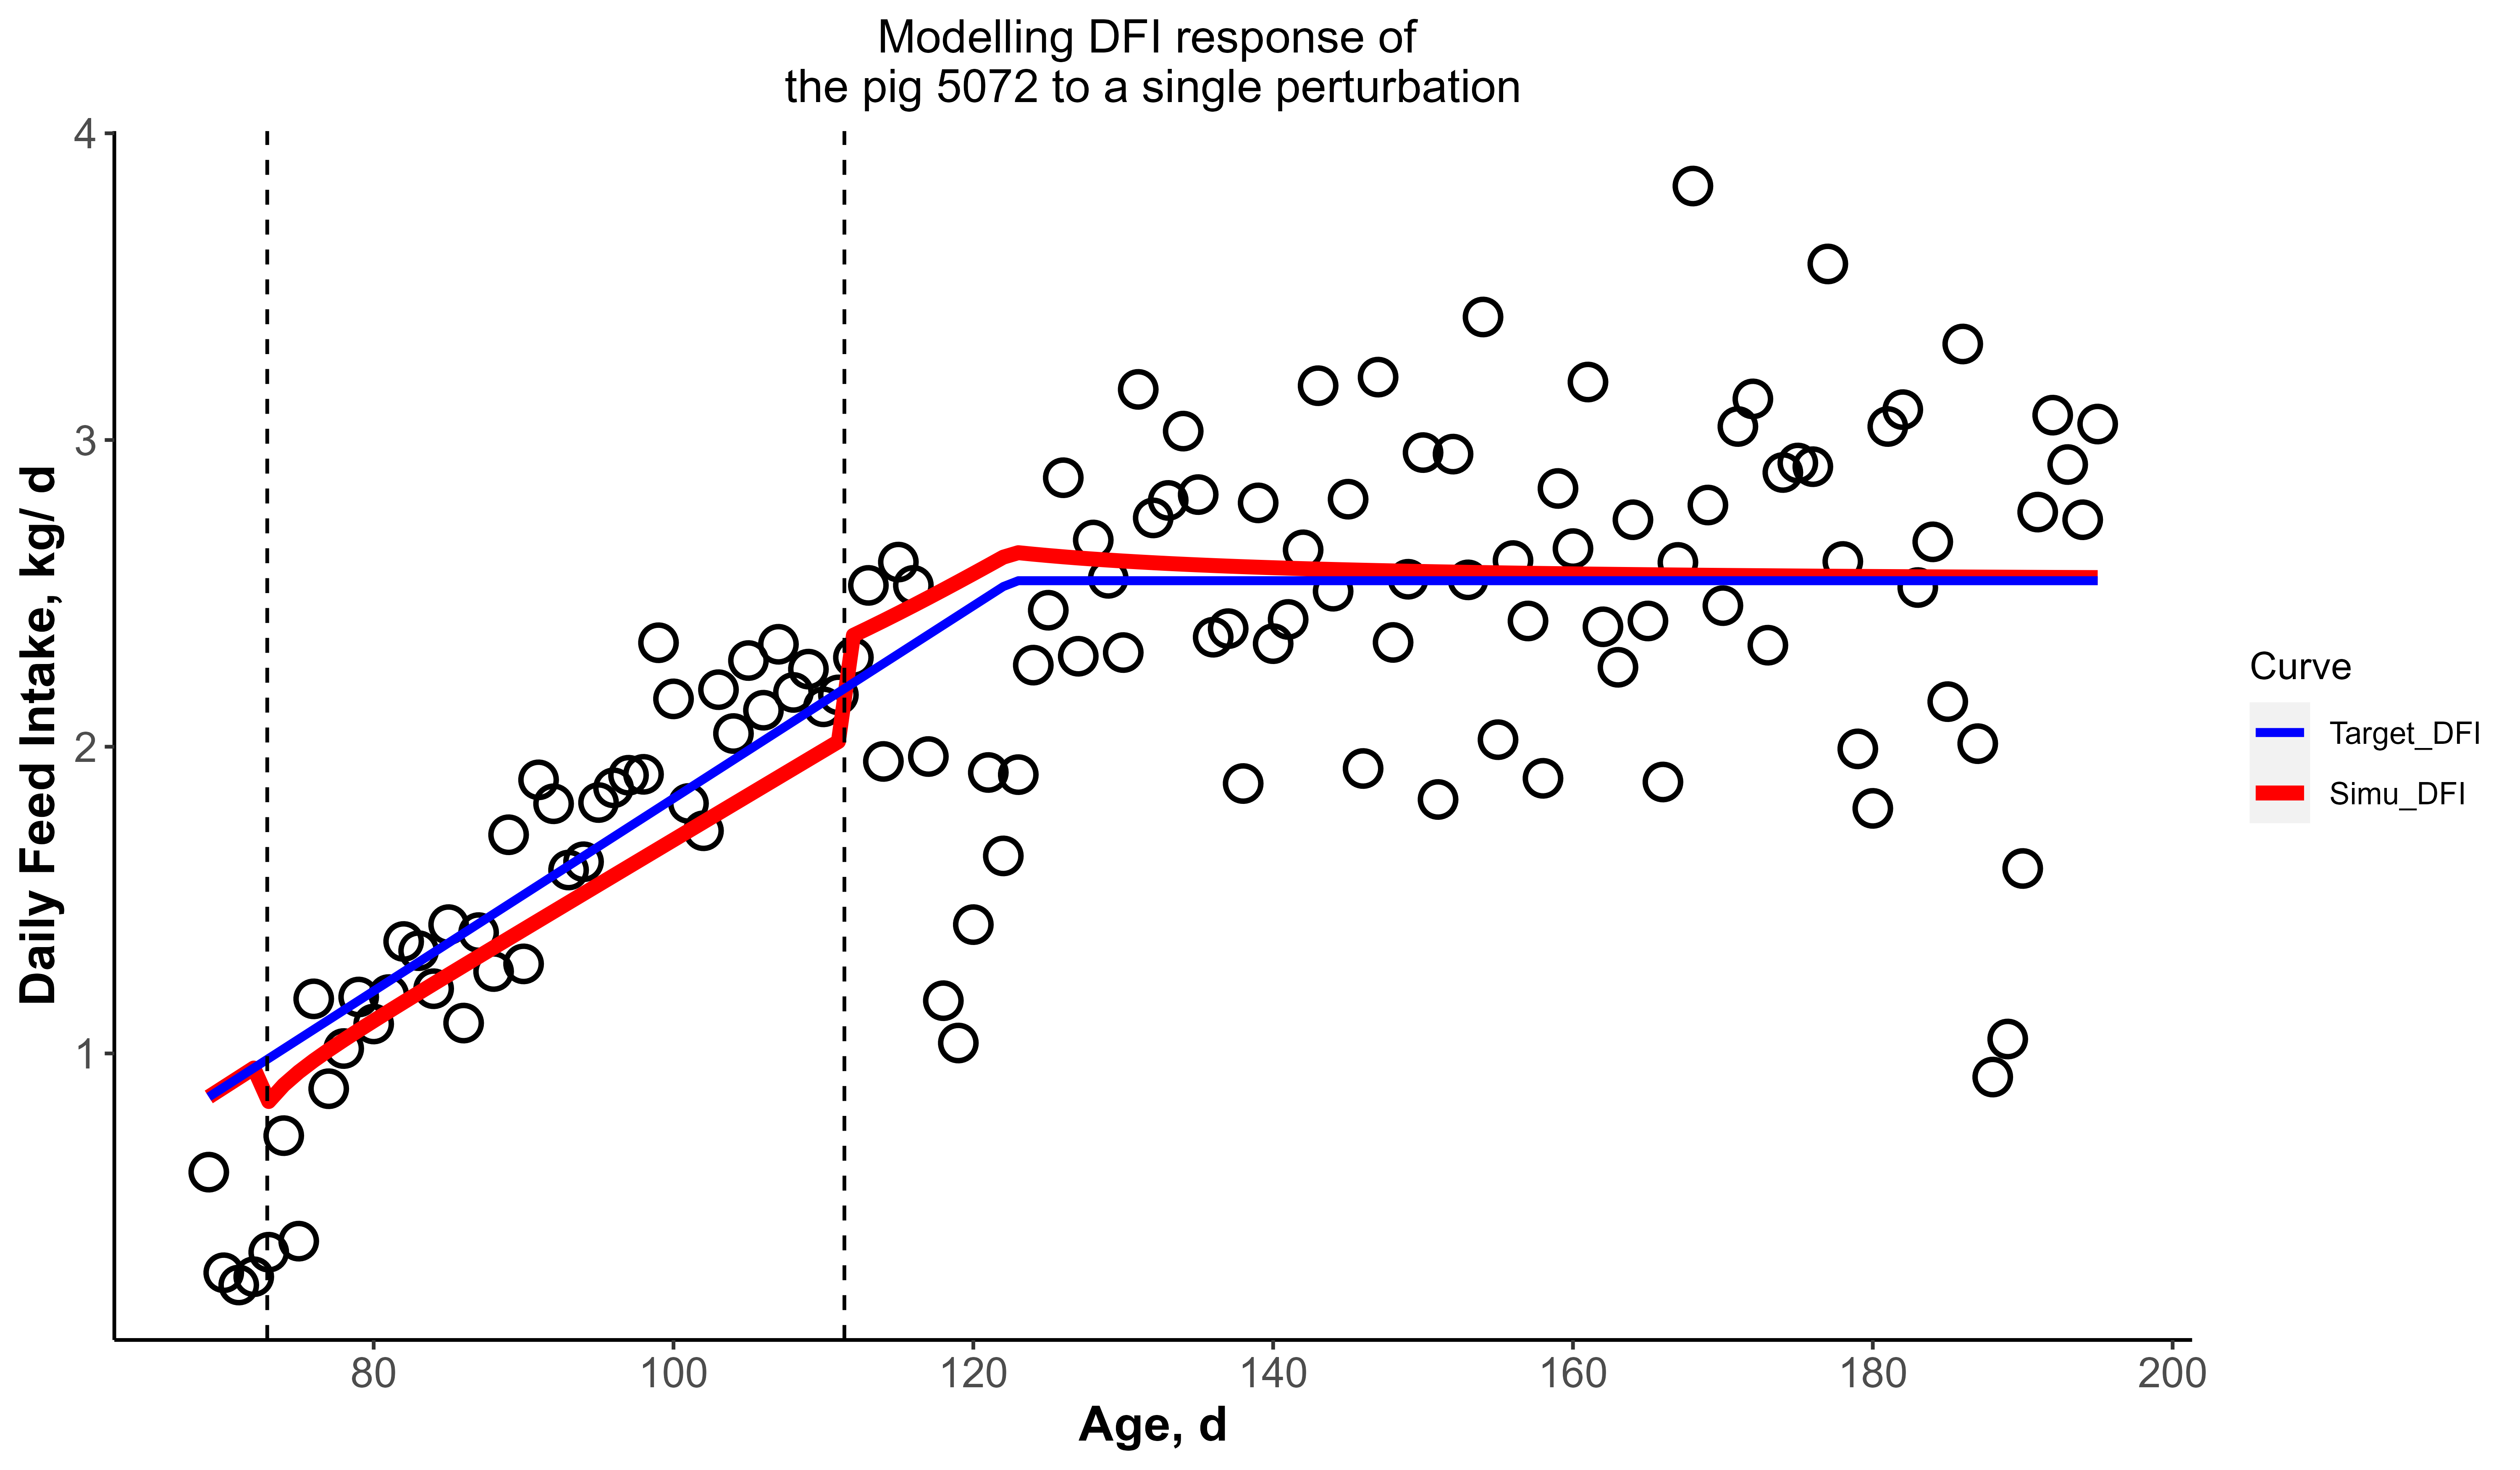 Modelling DFI response of
the pig 5072 to a single perturbation
4
3
2
1
Daily Feed Intake, kg/ d
80 100 120 140 160 180 200
Age, d
Curve
Target_DFI
Simu_DFI